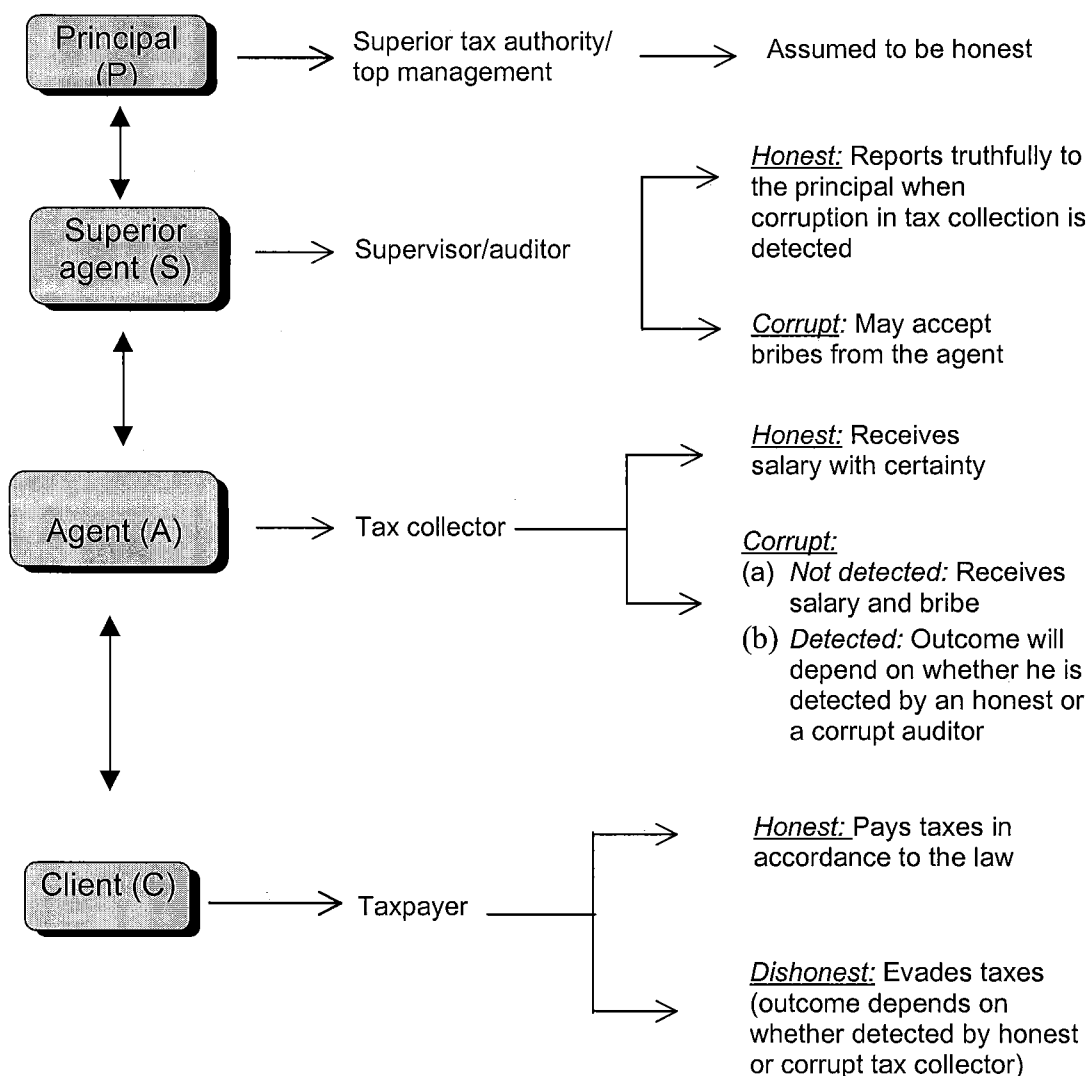 Principal
(P)
Superior tax authority/
top management
Assumed to be honest
Superior
agent (S)
Supervisor/auditor
Honest: Reports truthfully to
the principal when
corruption in tax collection is
detected
Corrupt: May accept
bribes from the agent
Agent (A)
Tax collector
Honest: Receives
salary with certainty
Corrupt:
(a) Not detected: Receives
salary and bribe
(b) Detected: Outcome will
depend on whether he is
detected by an honest or
a corrupt auditor
Client (C)
Taxpayer
Honest: Pays taxes in
accordance to the law
Dishonest: Evades taxes
(outcome depends on
whether detected by honest
or corrupt tax collector)